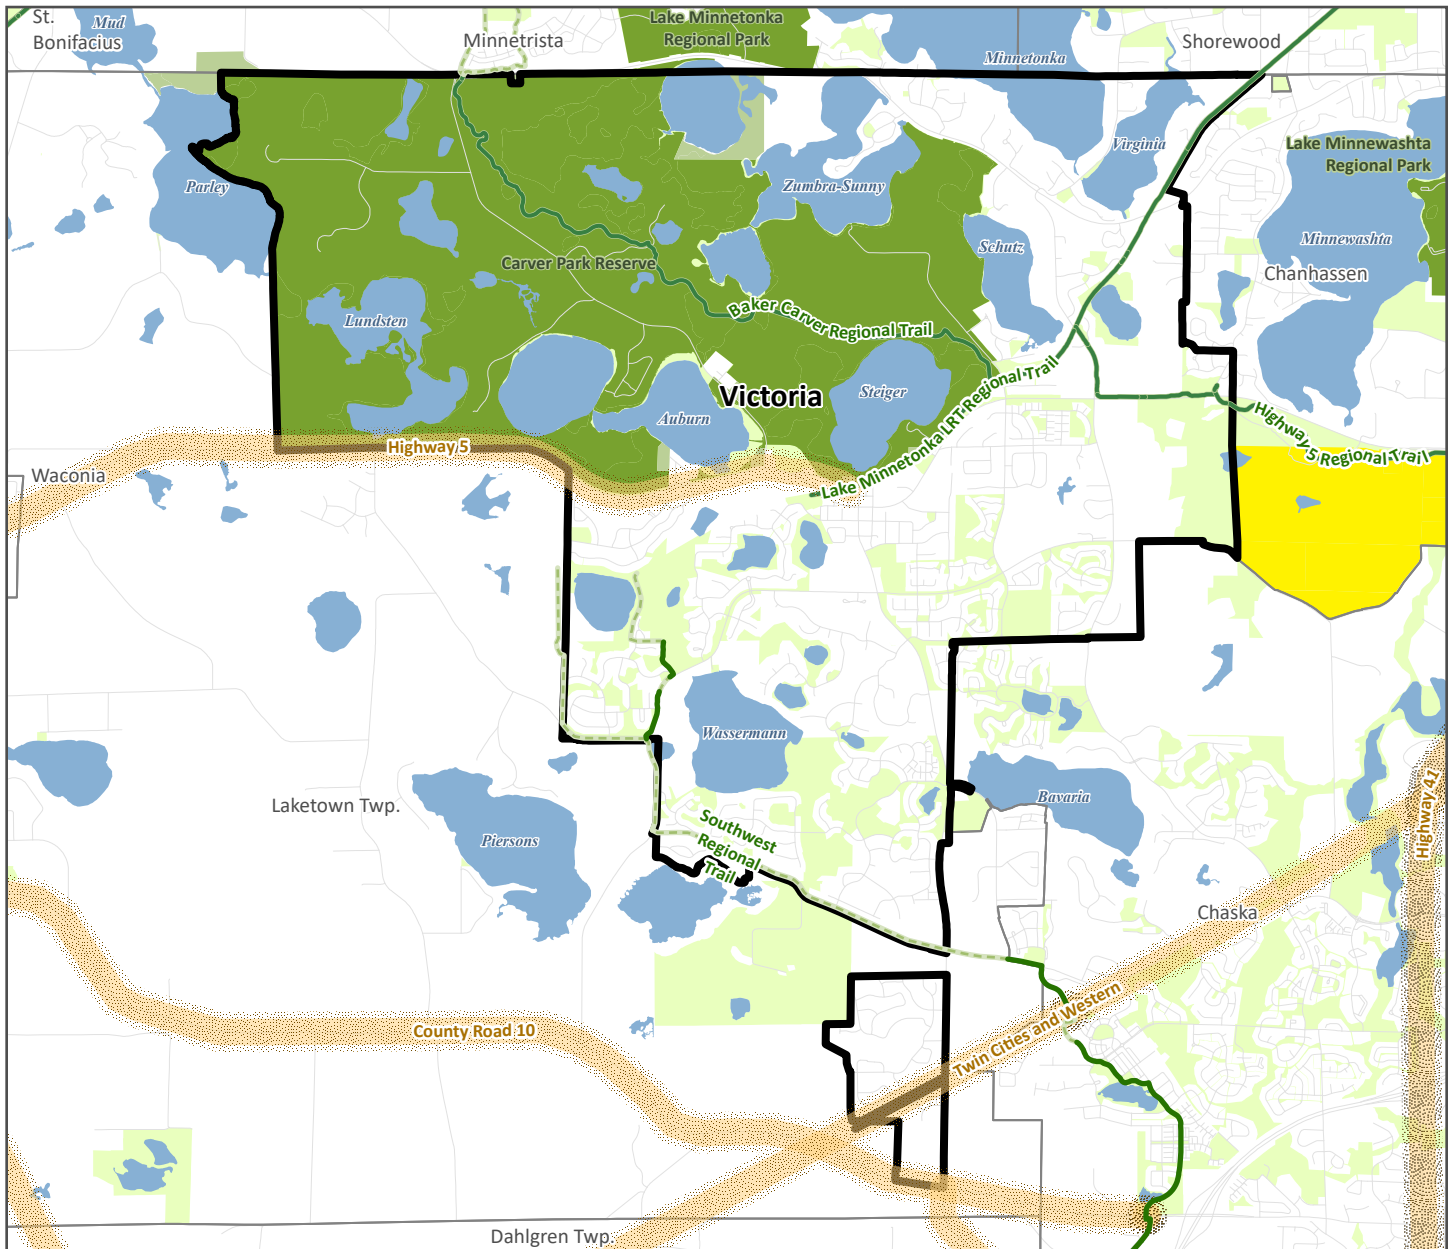 St.
Bonifacius
Mud
Minnetrista
Lake Minnetonka
Regional Park
Minnetonka
Shorewood
Virginia
Lake Minnewashta
Regional Park
Parley
Zumbra-Sunny
Schutz
Minnewashta
Chanhassen
Carver Park Reserve
Lundsten
Baker Carver Regional Trail
Lake Minnetonka LRT Regional Trail
Victoria
Steiger
Auburn
Highway 5 Regional Trail
Highway 5
Waconia
Wassermann
Laketown Twp.
Piersons
Southwest
Regional
Trail
Bavaria
Highway 41
Chaska
County Road 10
Twin Cities and Western
Dahlgren Twp.